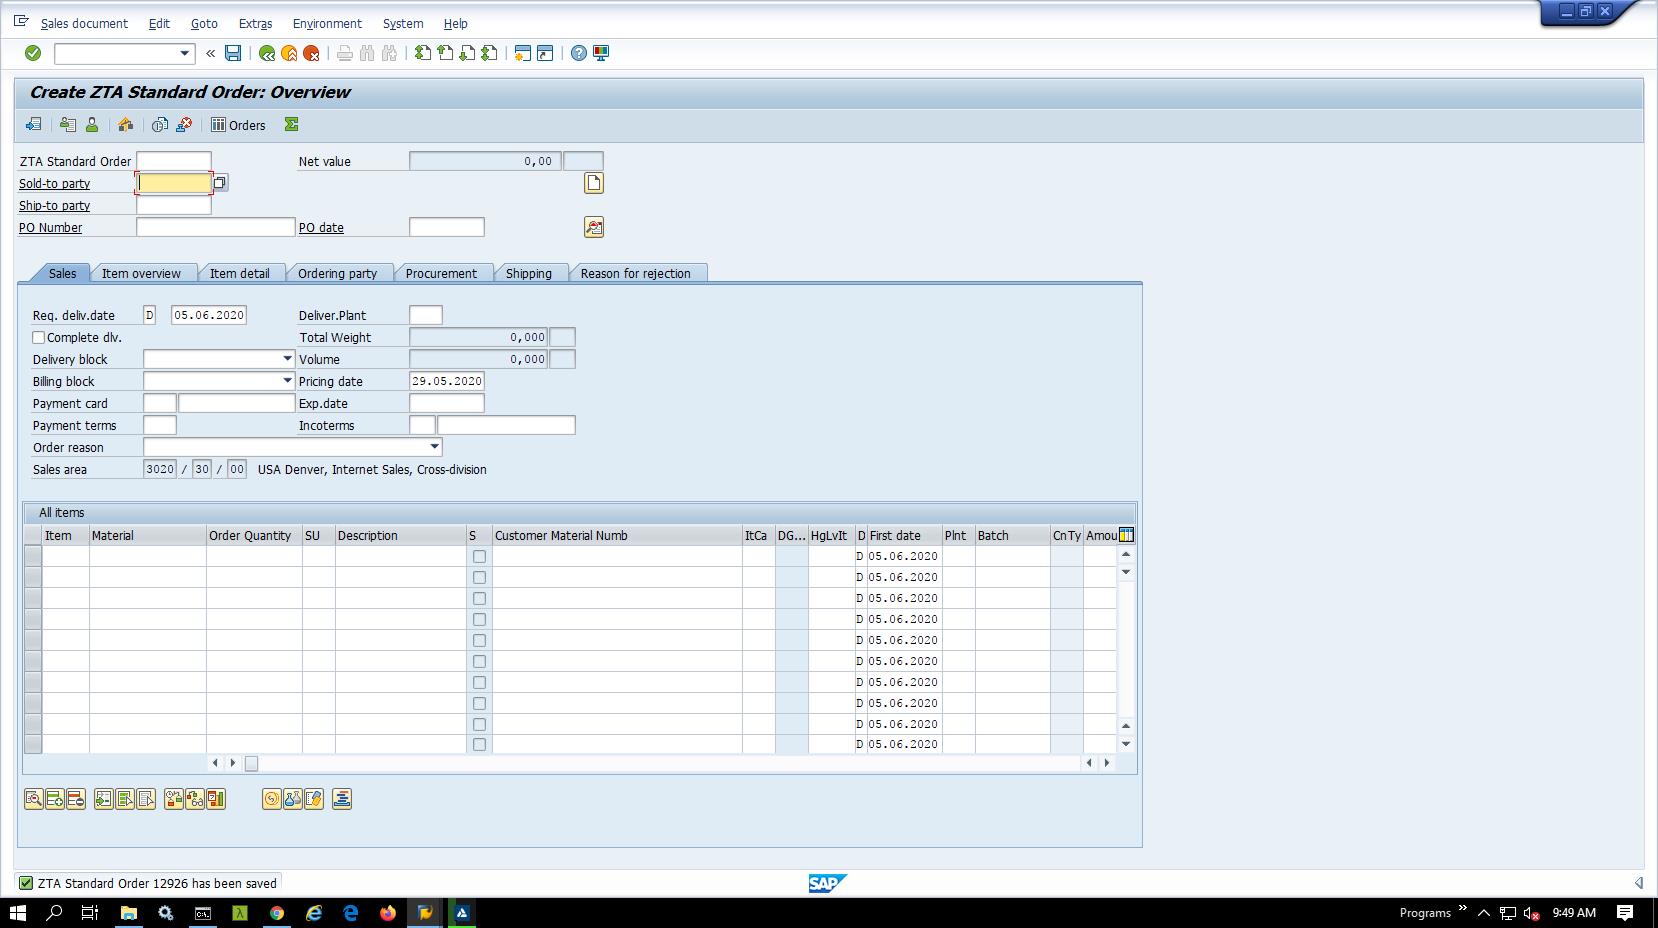 Sales document Edit Goto Extras Environment System Help
Create ZTA Standard Order: Overview
Orders
ZTA Standard Order Net value 0,00
Sold-to party
Ship-to party
PO Number PO date
Sales Item overview Item detail Ordering party Procurement Shipping Reason for rejection
Req. deliv.date D 05.06.2020 Deliver.Plant
Complete dlv. Total Weight 0,000
Delivery block Volume 0,000
Billing block Pricing date 29.05.2020
Payment card Exp.date
Payment terms Incoterms
Order reason
Sales area 3020 / 30 / 00 USA Denver, Internet Sales, Cross-division
All items
Item Material Order Quantity SU Description S Customer Material Numb ItCa DG... HgLvIt D First date Plnt Batch CnTy Amou
D 05.06.2020
D 05.06.2020
D 05.06.2020
D 05.06.2020
D 05.06.2020
D 05.06.2020
D 05.06.2020
D 05.06.2020
D 05.06.2020
D 05.06.2020
ZTA Standard Order 12926 has been saved SAP
Programs 9:49 AM